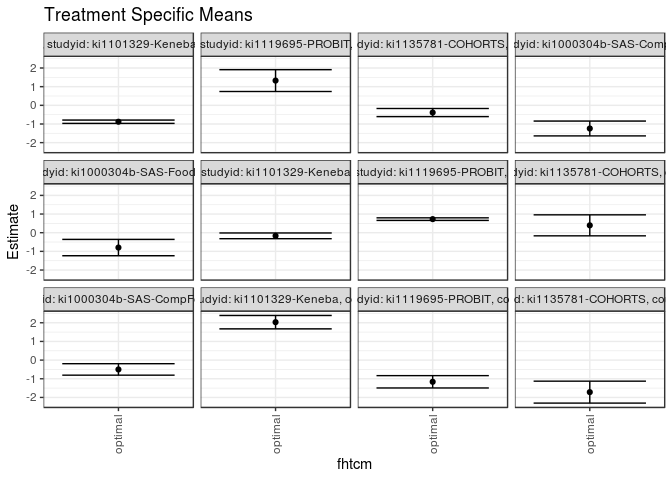 Treatment Specific Means
studyid: ki1101329-Keneba studyid: ki1119695-PROBIT, dyid: ki1135781-COHORTS, dyid: ki1000304b-SAS-Comp
2
1
0
-1
-2
dyid: ki1000304b-SAS-Food studyid: ki1101329-Keneba studyid: ki1119695-PROBIT, dyid: ki1135781-COHORTS,
2
1
0
-1
-2
Estimate
id: ki1000304b-SAS-CompF udyid: ki1101329-Keneba, dyid: ki1119695-PROBIT, co d: ki1135781-COHORTS, co
2
1
0
-1
-2
optimal optimal optimal optimal
fhtcm